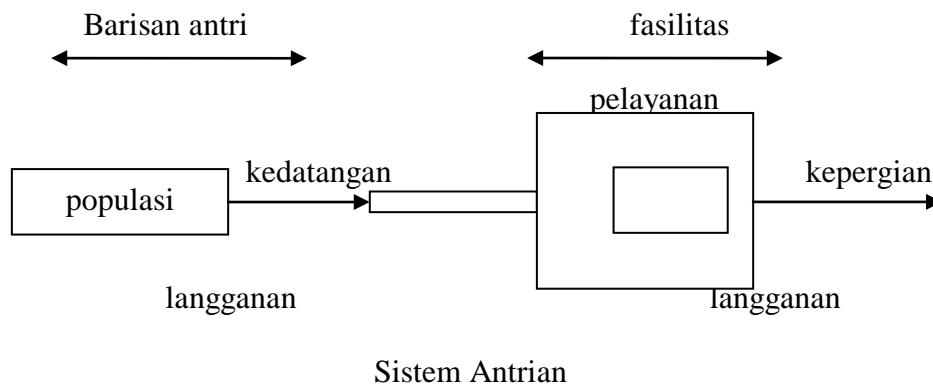 Barisan antri fasilitas
pelayanan
kedatangan kepergian
populasi
langganan langganan
Sistem Antrian